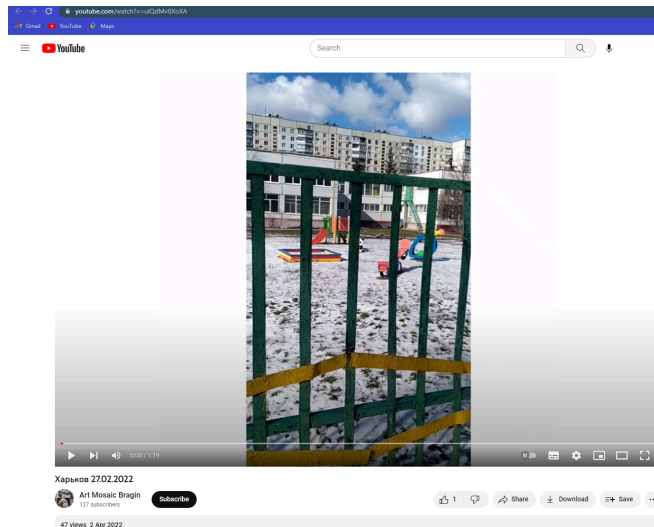 youtube.com/watch?v=ulQdMv0XoXA
Gmail YouTube Maps
YouTube
Search
0:00 / 1:19
Харьков 27.02.2022
Art Mosaic Bragin
127 subscribers
Subscribe
1
Share
Download
Save
47 views 2 Apr 2022